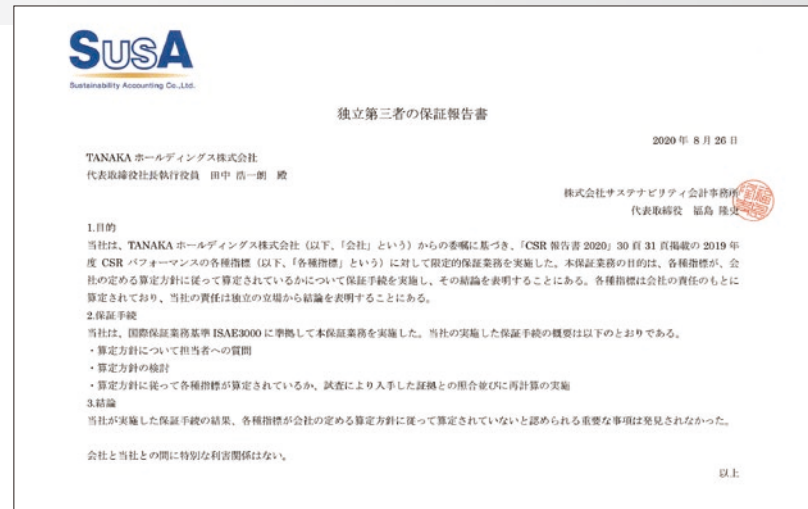 SUSA
Sustainability Accounting Co.,Ltd.
独立第三者の保証報告書
2020 年 8 月 26 日
TANAKA ホールディングス株式会社
代表取締役社長執行役員 田中 浩一朗 殿
株式会社サステナビリティ会計事務所
代表取締役 福島 隆史
1.目的
当社は、TANAKA ホールディングス株式会社（以下、「会社」という）からの委嘱に基づき、「CSR 報告書 2020」30 頁 31 頁掲載の 2019 年
度 CSR パフォーマンスの各種指標（以下、「各種指標」という）に対して限定的保証業務を実施した。本保証業務の目的は、各種指標が、会
社の定める算定方針に従って算定されているかについて保証手続を実施し、その結論を表明することにある。各種指標は会社の責任のもとに
算定されており、当社の責任は独立の立場から結論を表明することにある。
2.保証手続
当社は、国際保証業務基準 ISAE3000 に準拠して本保証業務を実施した。当社の実施した保証手続の概要は以下のとおりである。
・算定方針について担当者への質問
・算定方針の検討
・算定方針に従って各種指標が算定されているか、試査により入手した証拠との照合並びに再計算の実施
3.結論
当社が実施した保証手続の結果、各種指標が会社の定める算定方針に従って算定されていないと認められる重要な事項は発見されなかった。
会社と当社との間に特別な利害関係はない。
以上